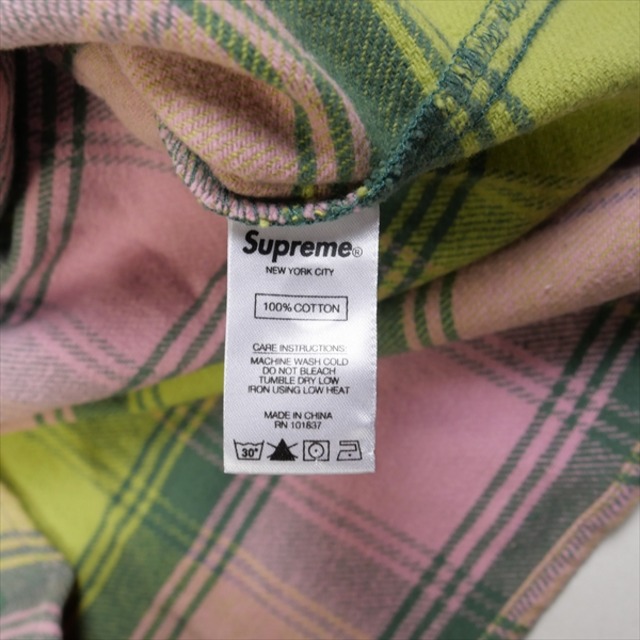 Supreme®
NEW YORK CITY
100% COTTON
CARE INSTRUCTIONS:
MACHINE WASH COLD
DO NOT BLEACH
TUMBLE DRY LOW
IRON USING LOW HEAT
MADE IN CHINA
RN 101837
30°